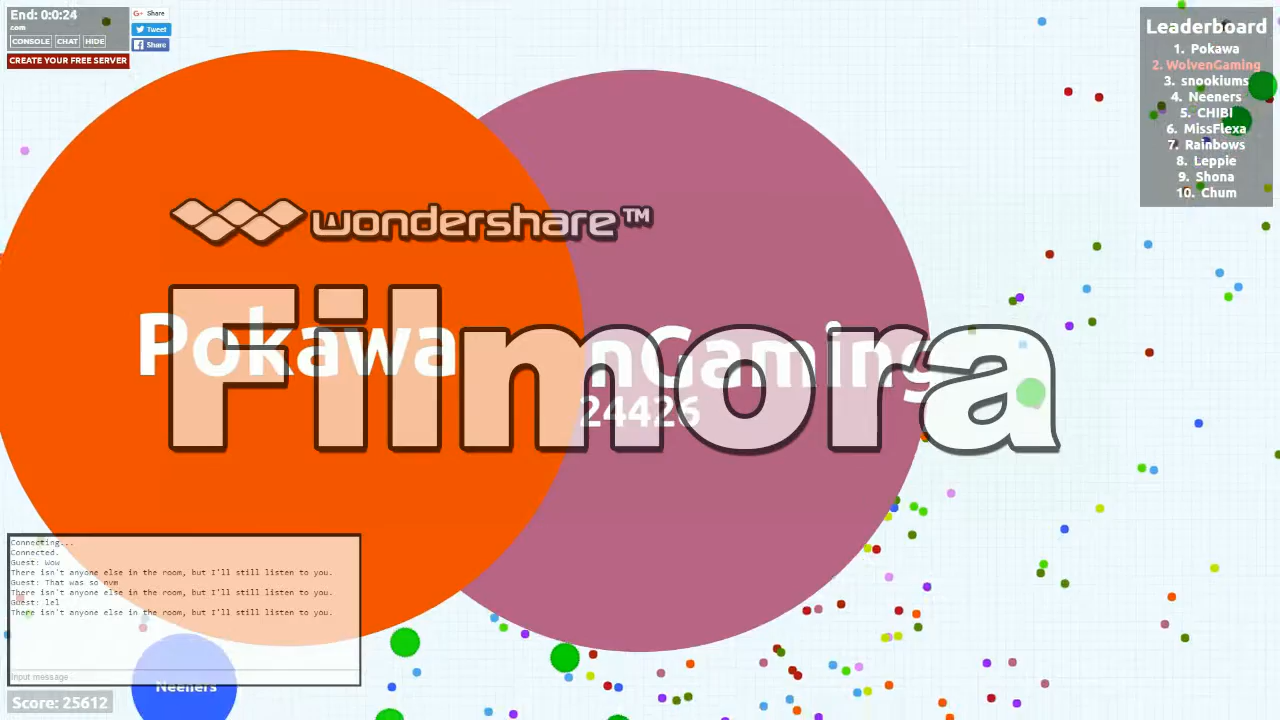 End: 0:0:24
com
CONSOLE CHAT HIDE
CREATE YOUR FREE SERVER
G+ Share
Tweet
Share
Leaderboard
1. Pokawa
2. WolvenGaming
3. snookiums
4. Neeners
5. CHIBI
6. MissFlexa
7. Rainbows
8. Leppie
9. Shona
10. Chum
wondershare™
Filmora
Pokawa
nGaming
24426
Connecting...
Connected.
Guest: wow
There isn't anyone else in the room, but I'll still listen to you.
Guest: That was so nvm
There isn't anyone else in the room, but I'll still listen to you.
Guest: lel
There isn't anyone else in the room, but I'll still listen to you.
Input message
Neeners
Score: 25612